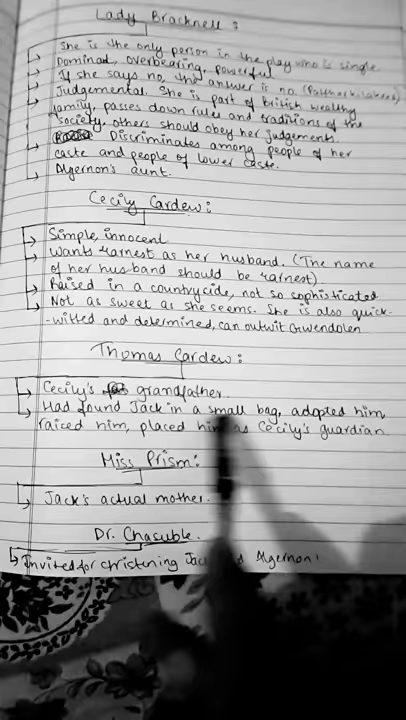 Lady Bracknell:
She is the only person in the play who is single
Dominad, overbearing, powerful
If she says no, this answer is no.
Judgemental. She is part of British wealthy
family, passes down rules and traditions of the
society, others should obey her judgements.
Discriminates among people of her
caste and people of lower caste.
Algernon's aunt.
Cecily Cardew:
Simple, innocent
Wants Earnest as her husband. (The name
of her husband should be Earnest)
Raised in a countrycide, not so sophisticated
Not as sweet as she seems. She is also quick-
-witted and determined, can outwit Gwendolen
Thomas Cardew:
Cecily's grandfather.
Had found Jack in a small bag, adopted him,
raiced him, placed him as Cecily's guardian
Miss Prism:
Jack's actual mother.
Dr. Chasuble.
Invited for christening Algernon!